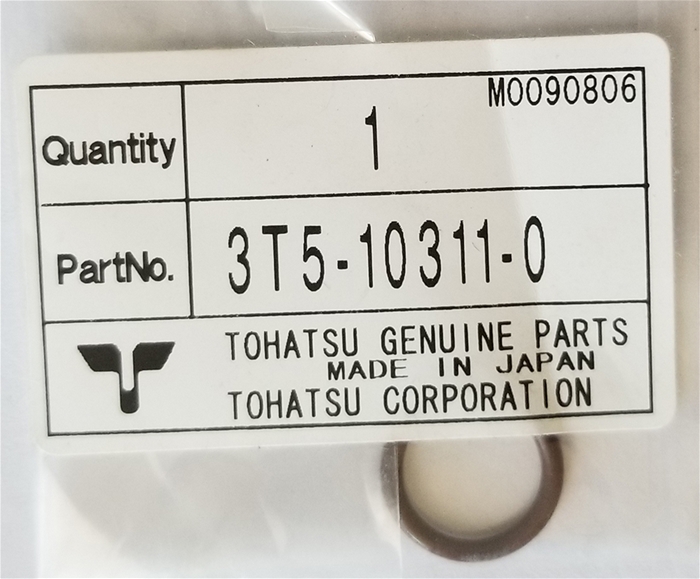 M0090806
Quantity 1
PartNo. 3T5-10311-0
TOHATSU GENUINE PARTS
MADE IN JAPAN
TOHATSU CORPORATION